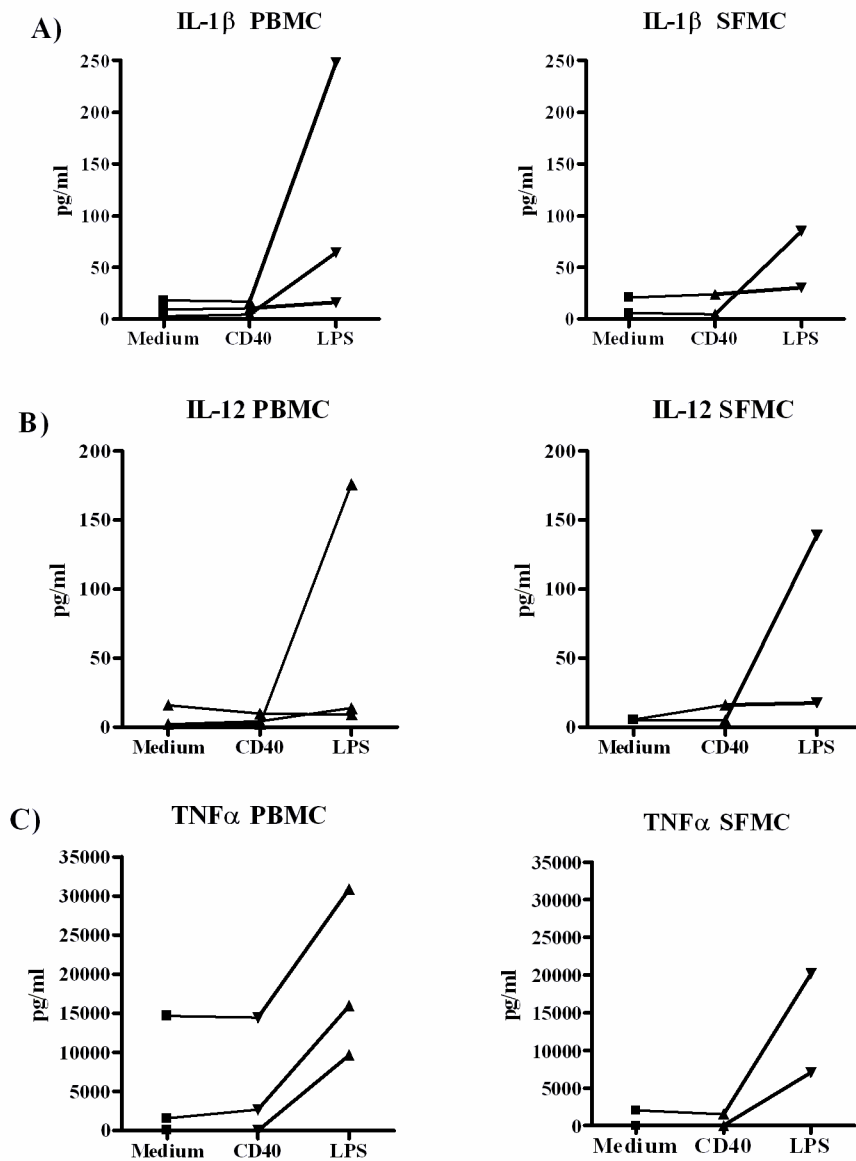 A)
IL-1β PBMC
pg/ml
250
200
150
100
50
0
Medium CD40 LPS
IL-1β SFMC
pg/ml
250
200
150
100
50
0
Medium CD40 LPS
B)
IL-12 PBMC
pg/ml
200
150
100
50
0
Medium CD40 LPS
IL-12 SFMC
pg/ml
200
150
100
50
0
Medium CD40 LPS
C)
TNFα PBMC
pg/ml
35000
30000
25000
20000
15000
10000
5000
0
Medium CD40 LPS
TNFα SFMC
pg/ml
35000
30000
25000
20000
15000
10000
5000
0
Medium CD40 LPS